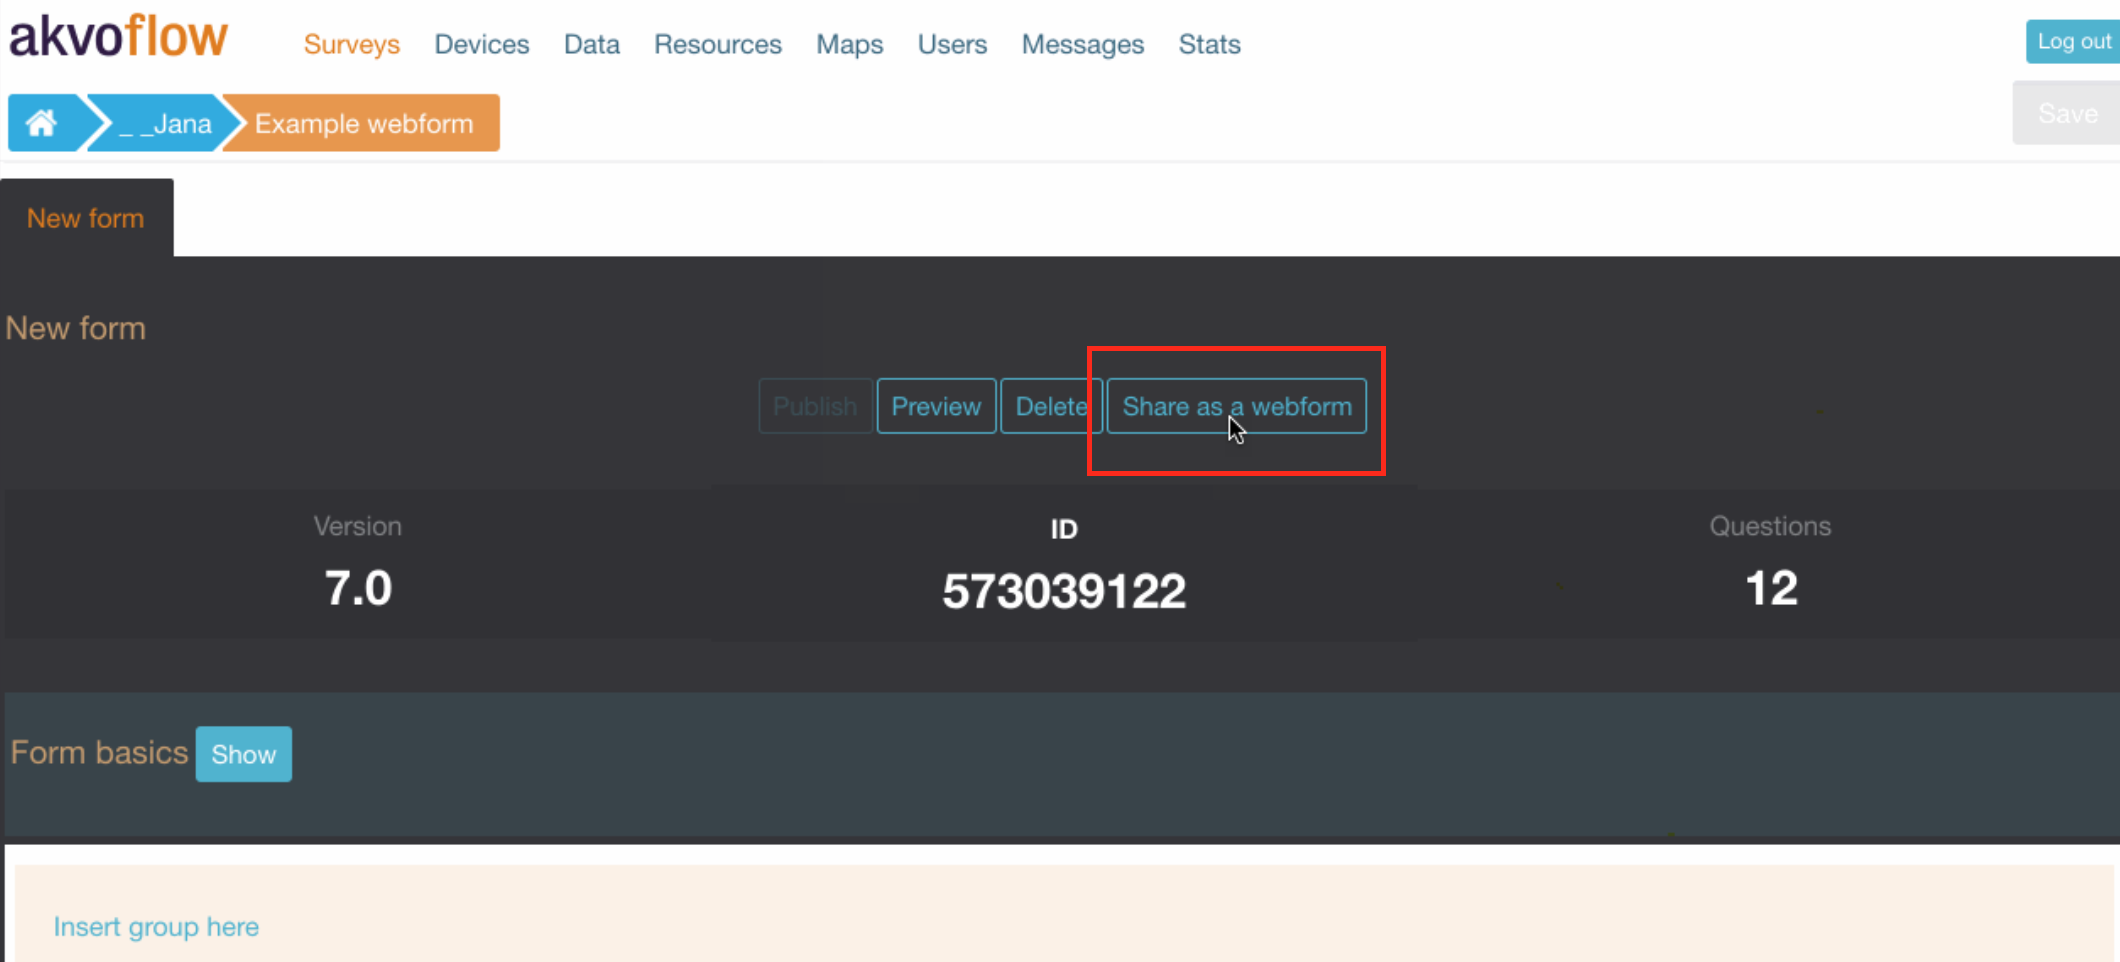 akvoflow
Surveys Devices Data Resources Maps Users Messages Stats
Log out
_ _Jana Example webform
Save
New form
New form
Publish Preview Delete Share as a webform
Version ID Questions
7.0 573039122 12
Form basics Show
Insert group here